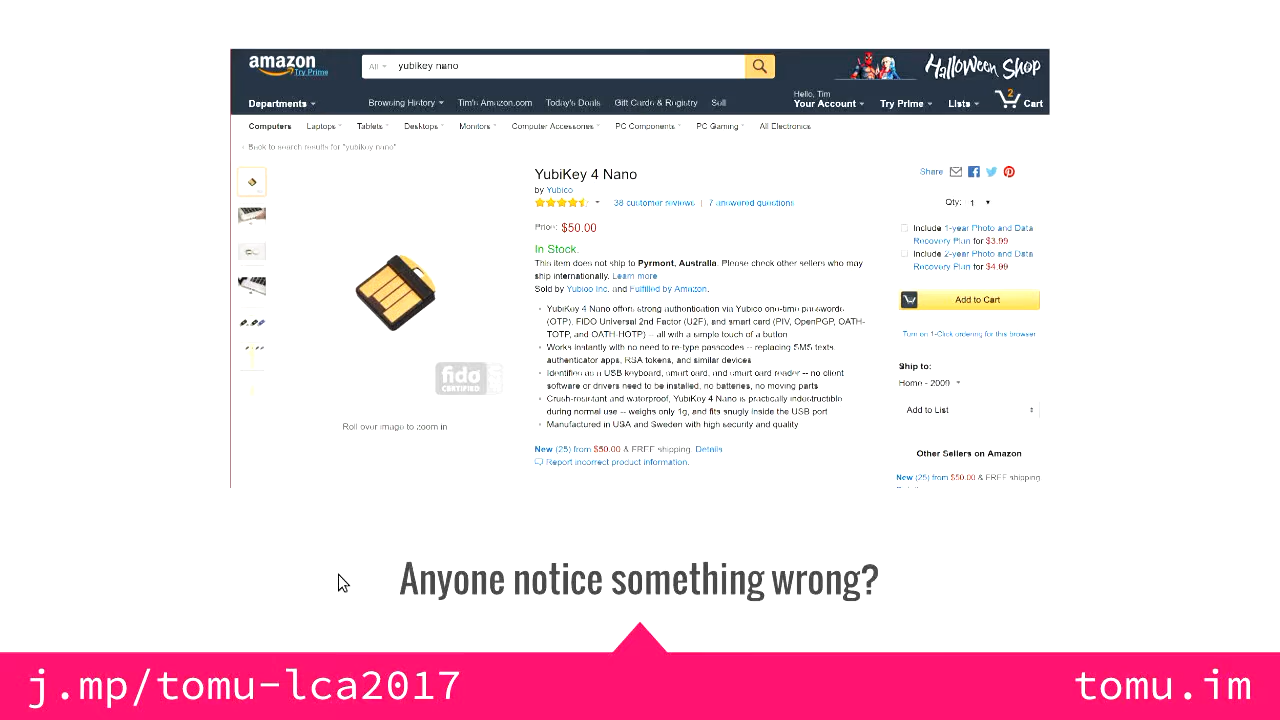 amazon
Try Prime
All
yubikey nano
Halloween Shop
Departments
Browsing History
Tim's Amazon.com
Today's Deals
Gift Cards & Registry
Sell
Hello, Tim
Your Account
Try Prime
Lists
2
Cart
Computers
Laptops
Tablets
Desktops
Monitors
Computer Accessories
PC Components
PC Gaming
All Electronics
‹ Back to search results for "yubikey nano"
YubiKey 4 Nano
by Yubico
38 customer reviews | 7 answered questions
Price: $50.00
In Stock.
This item does not ship to Pyrmont, Australia. Please check other sellers who may
ship internationally. Learn more
Sold by Yubico Inc. and Fulfilled by Amazon.
YubiKey 4 Nano offers strong authentication via Yubico one-time passwords
(OTP), FIDO Universal 2nd Factor (U2F), and smart card (PIV, OpenPGP, OATH-
TOTP, and OATH-HOTP) -- all with a simple touch of a button
Works instantly with no need to re-type passcodes -- replacing SMS texts,
authenticator apps, RSA tokens, and similar devices
Identifies as a USB keyboard, smart card, and smart card reader -- no client
software or drivers need to be installed, no batteries, no moving parts
Crush-resistant and waterproof, YubiKey 4 Nano is practically indestructible
during normal use -- weighs only 1g, and fits snugly inside the USB port
Manufactured in USA and Sweden with high security and quality
New (25) from $50.00 & FREE shipping. Details
Report incorrect product information.
fido
CERTIFIED
Roll over image to zoom in
Share
Qty: 1
Include 1-year Photo and Data
Recovery Plan for $3.99
Include 2-year Photo and Data
Recovery Plan for $4.99
Add to Cart
Turn on 1-Click ordering for this browser
Ship to:
Home - 2009
Add to List
Other Sellers on Amazon
New (25) from $50.00 & FREE shipping
Anyone notice something wrong?
j.mp/tomu-lca2017
tomu.im